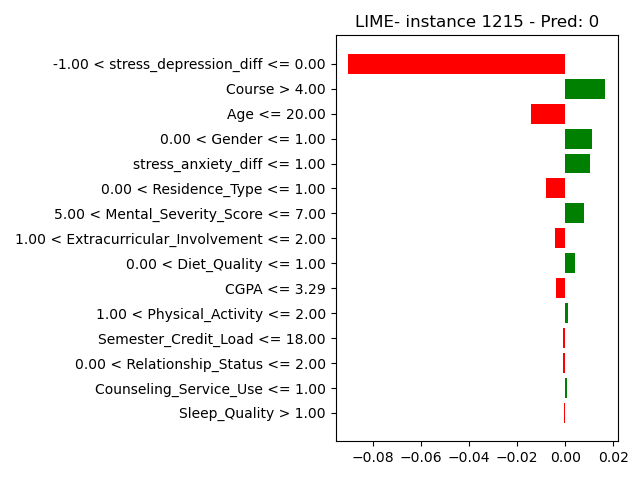 LIME- instance 1215 - Pred: 0
-1.00 < stress_depression_diff <= 0.00
Course > 4.00
Age <= 20.00
0.00 < Gender <= 1.00
stress_anxiety_diff <= 1.00
0.00 < Residence_Type <= 1.00
5.00 < Mental_Severity_Score <= 7.00
1.00 < Extracurricular_Involvement <= 2.00
0.00 < Diet_Quality <= 1.00
CGPA <= 3.29
1.00 < Physical_Activity <= 2.00
Semester_Credit_Load <= 18.00
0.00 < Relationship_Status <= 2.00
Counseling_Service_Use <= 1.00
Sleep_Quality > 1.00
−0.08 −0.06 −0.04 −0.02 0.00 0.02